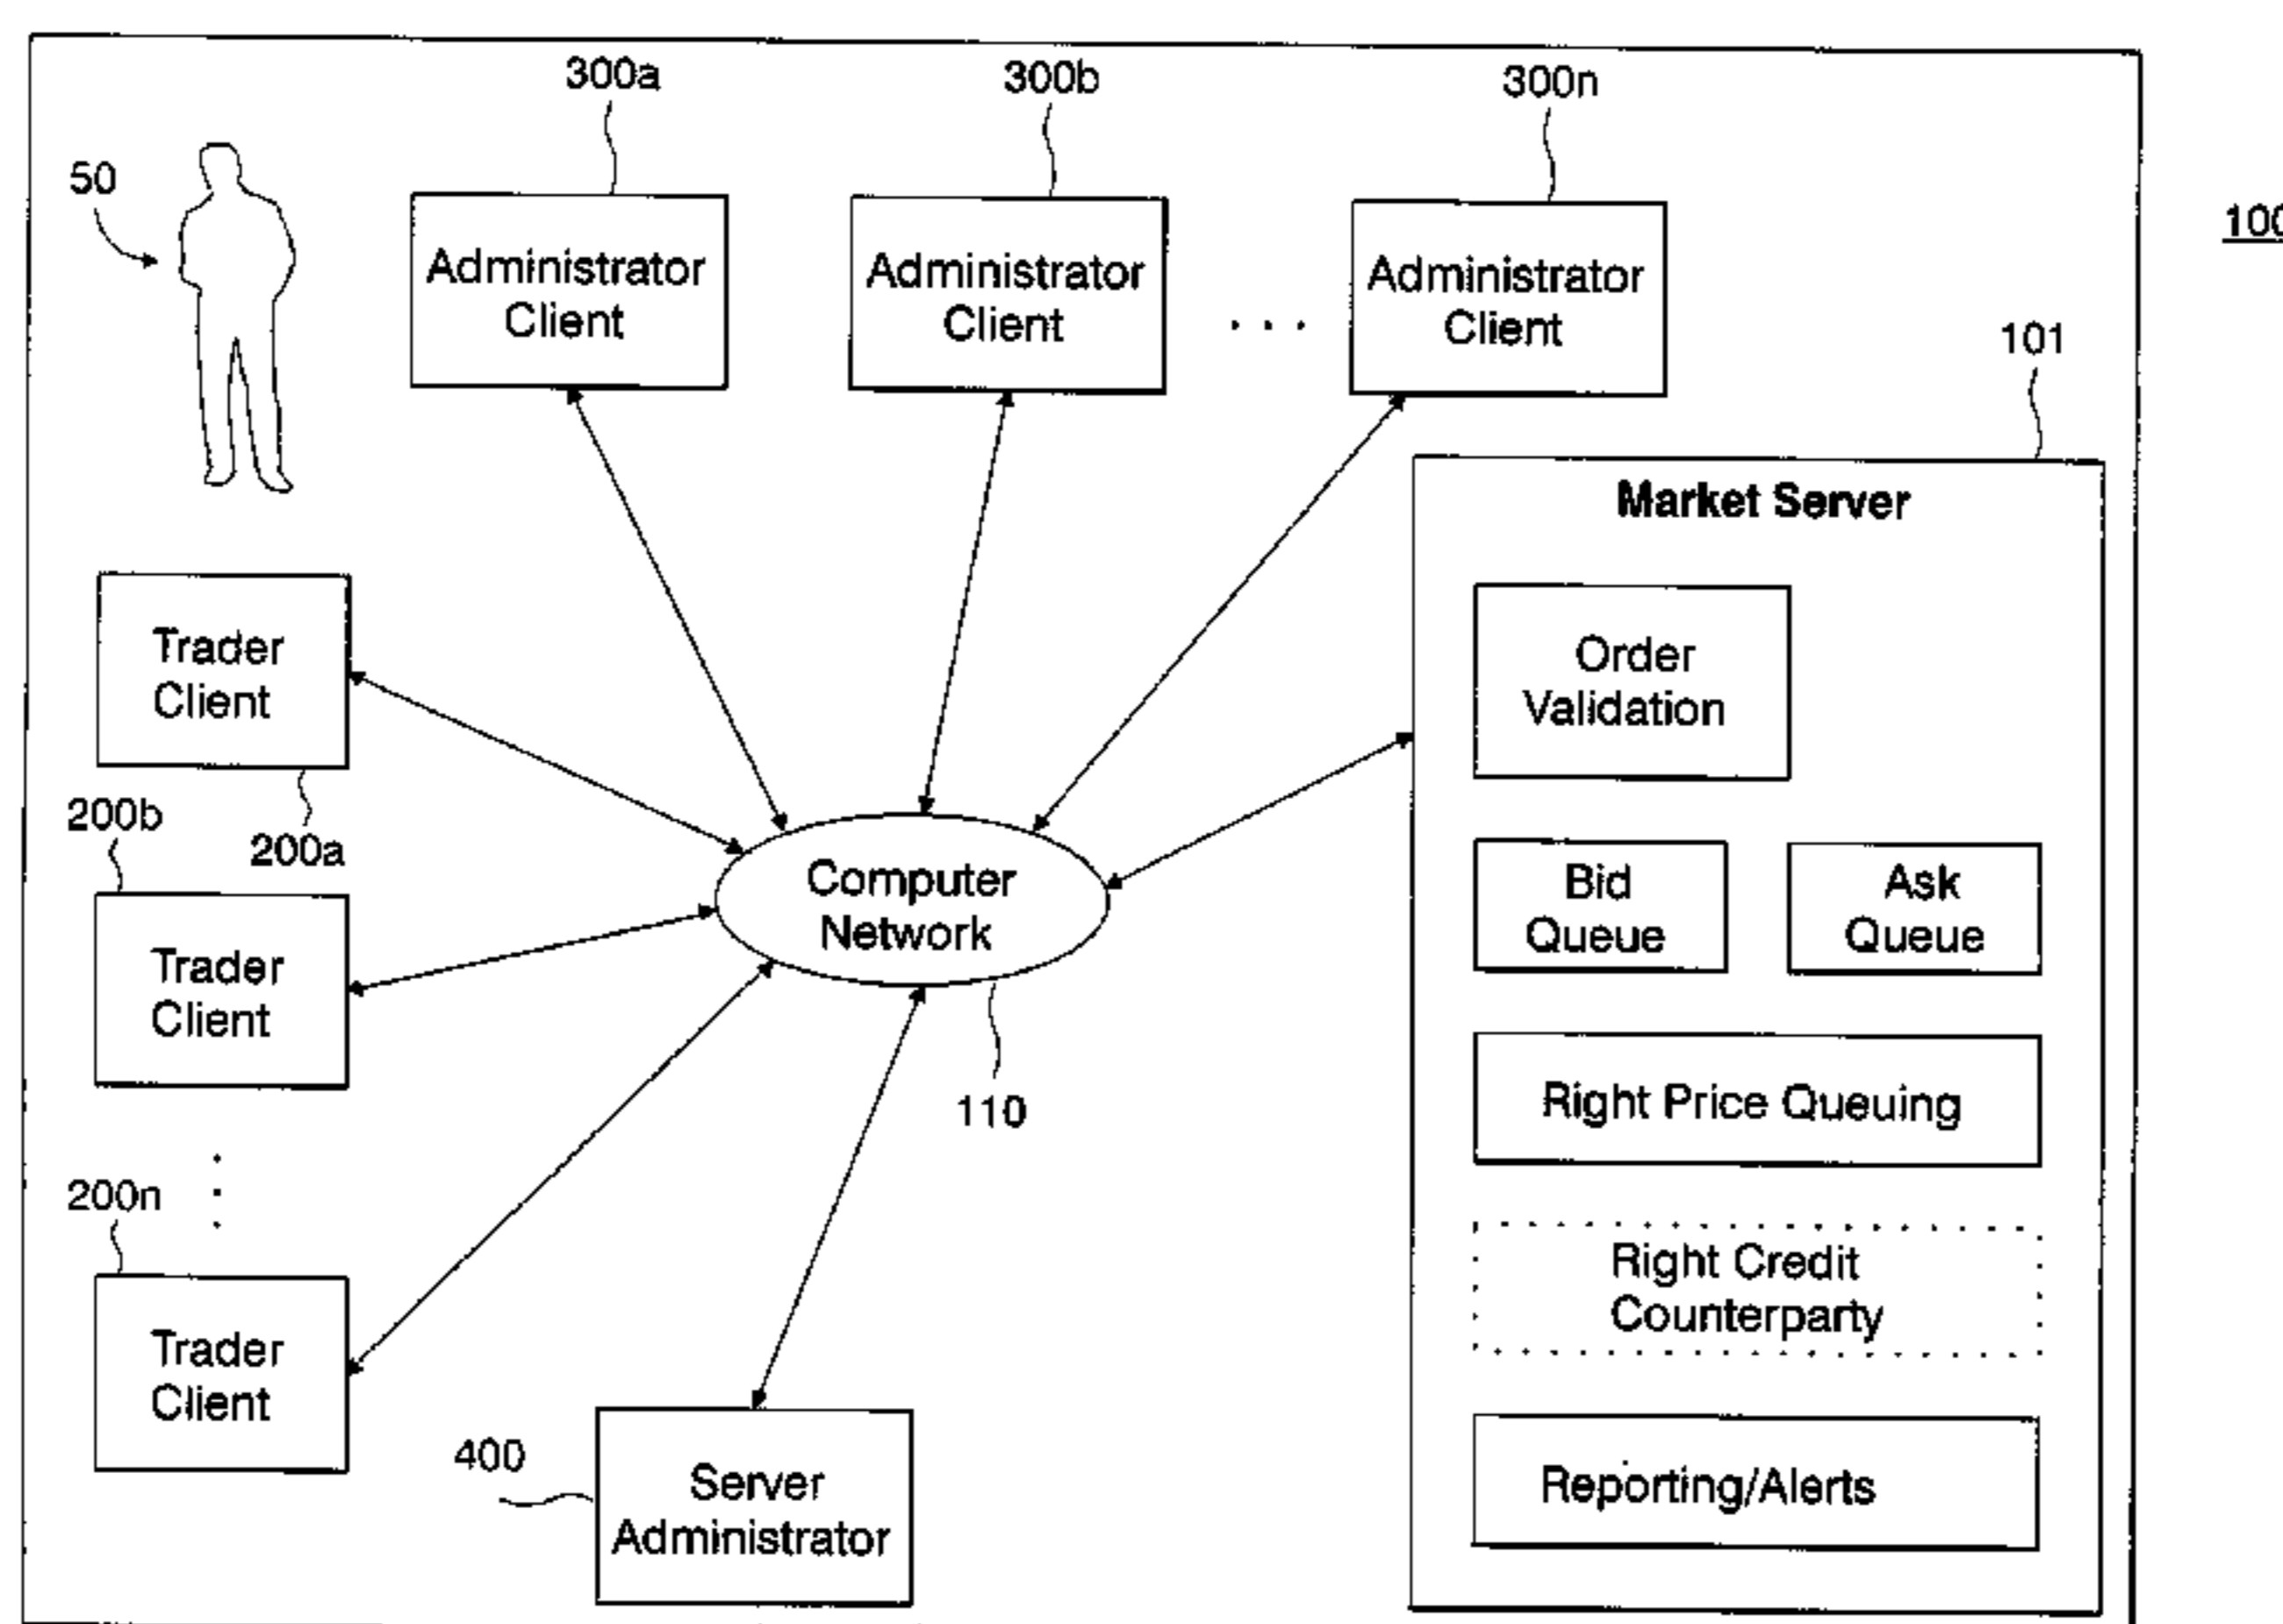 300a
300b
300n
50
100
Administrator
Client
Administrator
Client
. . .
Administrator
Client
101
Market Server
Trader
Client
200a
Order
Validation
200b
Trader
Client
Computer
Network
110
Bid
Queue
Ask
Queue
Right Price Queuing
200n
Trader
Client
Right Credit
Counterparty
400
Server
Administrator
Reporting/Alerts